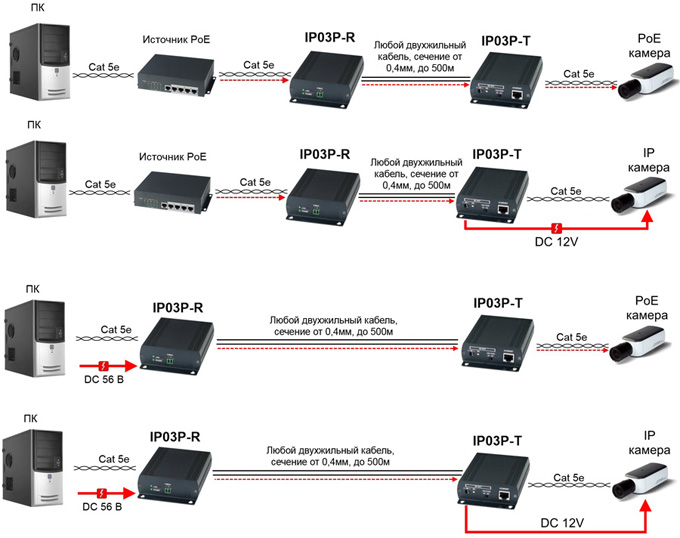 ПК
Источник PoE
IP03P-R
Любой двухжильный
кабель, сечение от
0,4мм, до 500м
IP03P-T
PoE
камера
Cat 5e
Cat 5e
Cat 5e
ПК
Источник PoE
IP03P-R
Любой двухжильный
кабель, сечение от
0,4мм, до 500м
IP03P-T
IP
камера
Cat 5e
Cat 5e
Cat 5e
DC 12V
ПК
IP03P-R
Любой двухжильный кабель,
сечение от 0,4мм, до 500м
IP03P-T
PoE
камера
Cat 5e
Cat 5e
DC 56 В
ПК
IP03P-R
Любой двухжильный кабель,
сечение от 0,4мм, до 500м
IP03P-T
IP
камера
Cat 5e
Cat 5e
DC 56 В
DC 12V